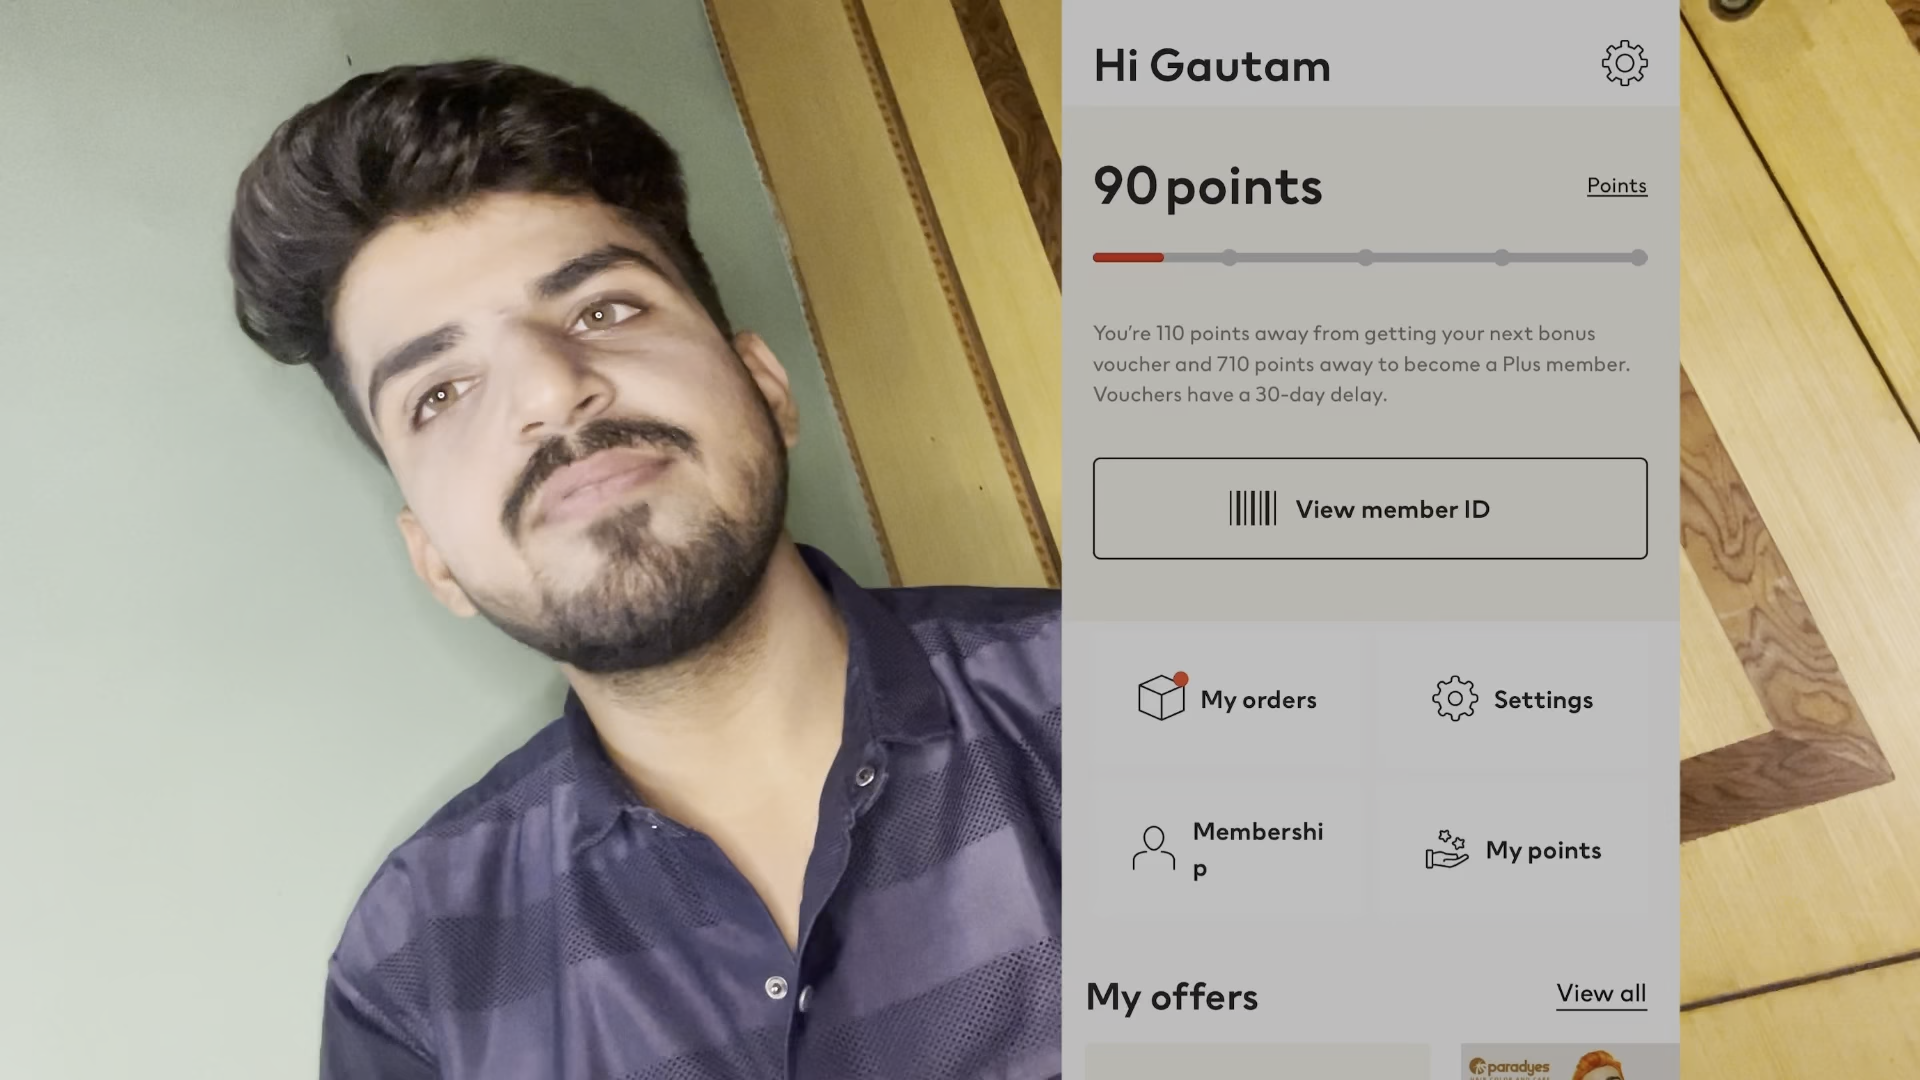 Hi Gautam
90 points
Points
You’re 110 points away from getting your next bonus
voucher and 710 points away to become a Plus member.
Vouchers have a 30-day delay.
View member ID
My orders
Settings
Membershi
p
My points
My offers
View all
paradyes